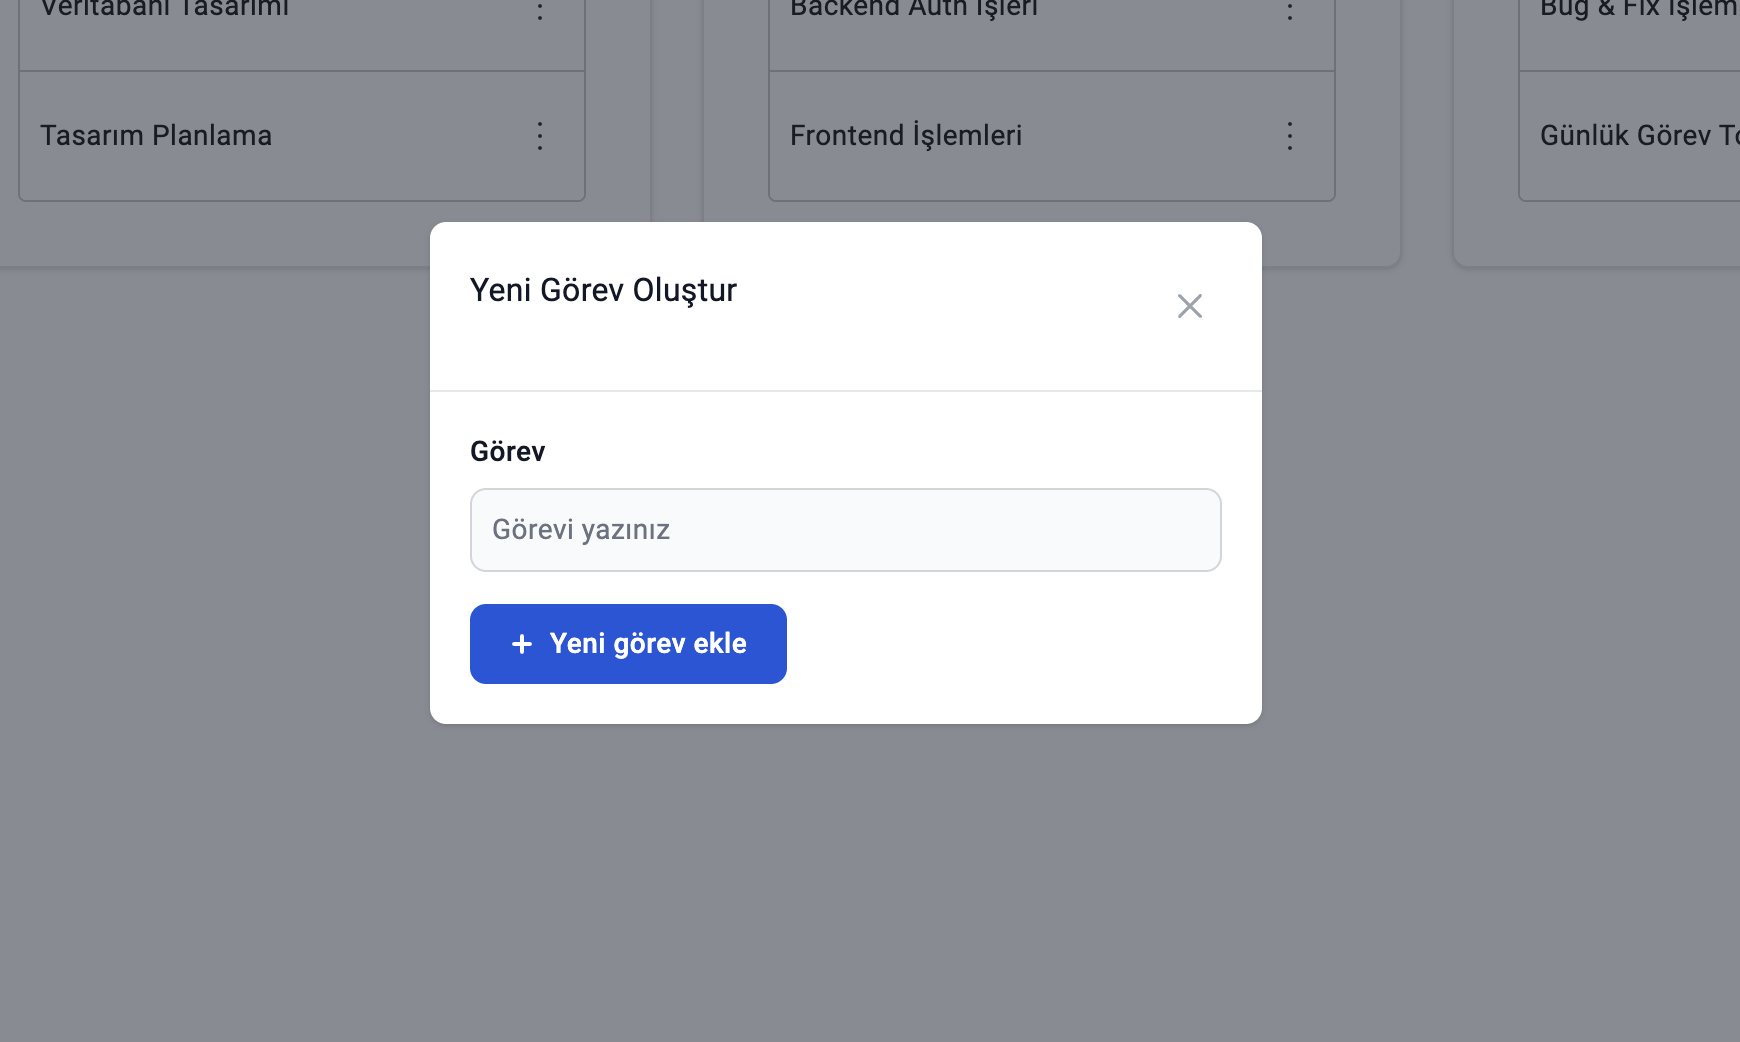 Veritabanı Tasarımı
Backend Auth İşleri
Bug & Fix İşlem
Tasarım Planlama
Frontend İşlemleri
Günlük Görev
Yeni Görev Oluştur
Görev
Görevi yazınız
+ Yeni görev ekle